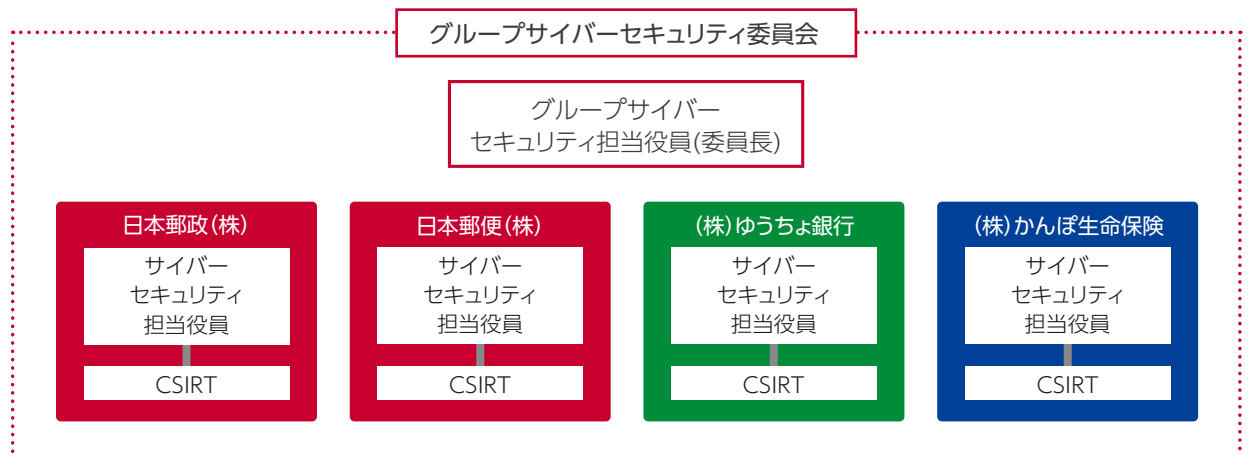 グループサイバーセキュリティ委員会
グループサイバー
セキュリティ担当役員(委員長)
日本郵政(株)
サイバー
セキュリティ
担当役員
CSIRT
日本郵便(株)
サイバー
セキュリティ
担当役員
CSIRT
(株)ゆうちょ銀行
サイバー
セキュリティ
担当役員
CSIRT
(株)かんぽ生命保険
サイバー
セキュリティ
担当役員
CSIRT